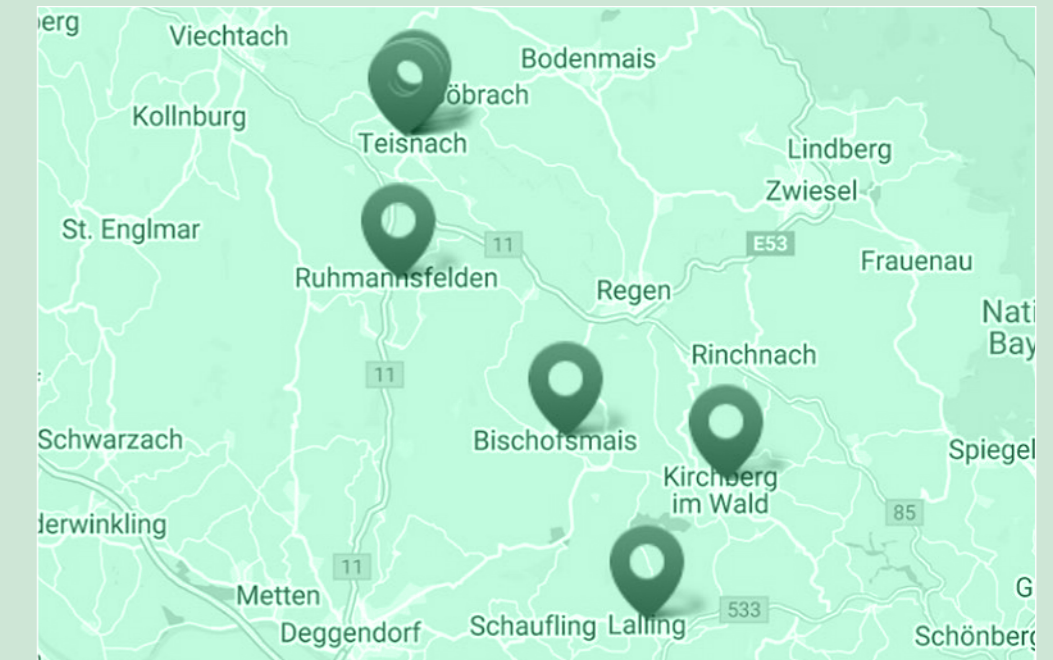 erg
Viechtach
Bodenmais
öbrach
Kollnburg
Teisnach
Lindberg
Zwiesel
St. Englmar
11
E53
Frauenau
Ruhmannsfelden
Regen
Nati
Bay
Rinchnach
11
Schwarzach
Bischofsmais
Spiegel
Kirchberg
im Wald
85
derwinkling
11
Metten
533
G
Deggendorf
Schaufling
Lalling
Schönberg